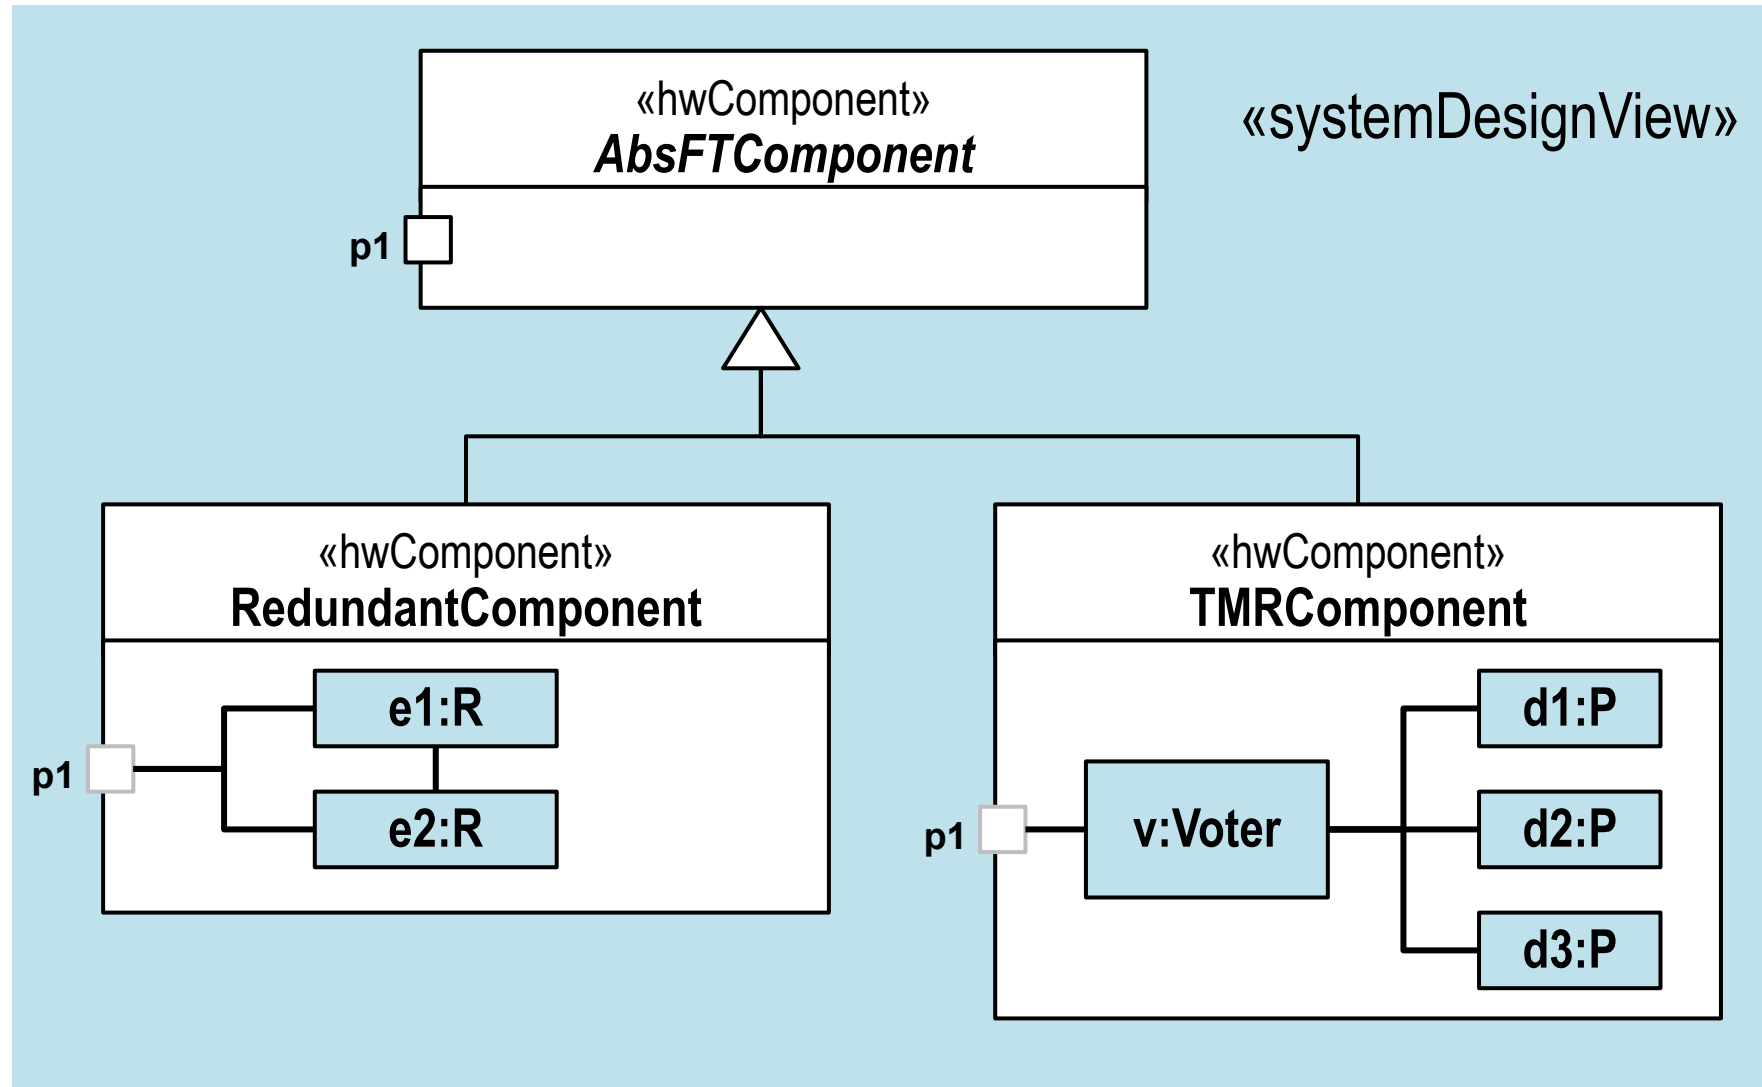 «hwComponent»
AbsFTComponent
«systemDesignView»
p1
«hwComponent»
RedundantComponent
e1:R
p1
e2:R
«hwComponent»
TMRComponent
d1:P
p1
v:Voter
d2:P
d3:P